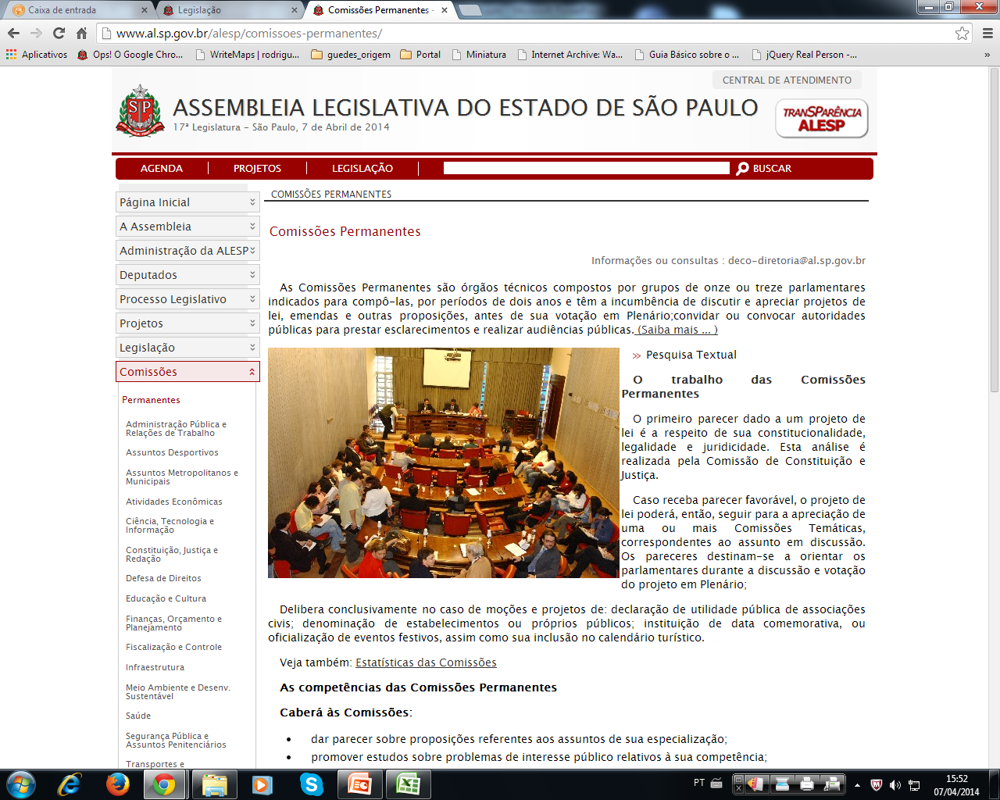 Caixa de entrada
Legislação
Comissões Permanentes -
www.al.sp.gov.br/alesp/comissoes-permanentes/
Aplicativos
Ops! O Google Chro...
WriteMaps | rodrigu...
guedes_origem
Portal
Miniatura
Internet Archive: Wa...
Guia Básico sobre o ...
jQuery Real Person -...
»
CENTRAL DE ATENDIMENTO
SP
ASSEMBLEIA LEGISLATIVA DO ESTADO DE SÃO PAULO
17ª Legislatura - São Paulo, 7 de Abril de 2014
TRANSPARÊNCIA
ALESP
AGENDA
PROJETOS
LEGISLAÇÃO
BUSCAR
Página Inicial
A Assembleia
Administração da ALESP
Deputados
Processo Legislativo
Projetos
Legislação
Comissões
Permanentes
Administração Pública e
Relações de Trabalho
Assuntos Desportivos
Assuntos Metropolitanos e
Municipais
Atividades Econômicas
Ciência, Tecnologia e
Informação
Constituição, Justiça e
Redação
Defesa de Direitos
Educação e Cultura
Finanças, Orçamento e
Planejamento
Fiscalização e Controle
Infraestrutura
Meio Ambiente e Desenv.
Sustentável
Saúde
Segurança Pública e
Assuntos Penitenciários
Transportes e
COMISSÕES PERMANENTES
Comissões Permanentes
Informações ou consultas : deco-diretoria@al.sp.gov.br
As Comissões Permanentes são órgãos técnicos compostos por grupos de onze ou treze parlamentares
indicados para compô-las, por períodos de dois anos e têm a incumbência de discutir e apreciar projetos de
lei, emendas e outras proposições, antes de sua votação em Plenário;convidar ou convocar autoridades
públicas para prestar esclarecimentos e realizar audiências públicas. (Saiba mais ... )
» Pesquisa Textual
O trabalho das Comissões
Permanentes
O primeiro parecer dado a um projeto de
lei é a respeito de sua constitucionalidade,
legalidade e juridicidade. Esta análise é
realizada pela Comissão de Constituição e
Justiça.
Caso receba parecer favorável, o projeto de
lei poderá, então, seguir para a apreciação de
uma ou mais Comissões Temáticas,
correspondentes ao assunto em discussão.
Os pareceres destinam-se a orientar os
parlamentares durante a discussão e votação
do projeto em Plenário;
Delibera conclusivamente no caso de moções e projetos de: declaração de utilidade pública de associações
civis; denominação de estabelecimentos ou próprios públicos; instituição de data comemorativa, ou
oficialização de eventos festivos, assim como sua inclusão no calendário turístico.
Veja também: Estatísticas das Comissões
As competências das Comissões Permanentes
Caberá às Comissões:
• dar parecer sobre proposições referentes aos assuntos de sua especialização;
• promover estudos sobre problemas de interesse público relativos à sua competência;
PT
15:52
07/04/2014